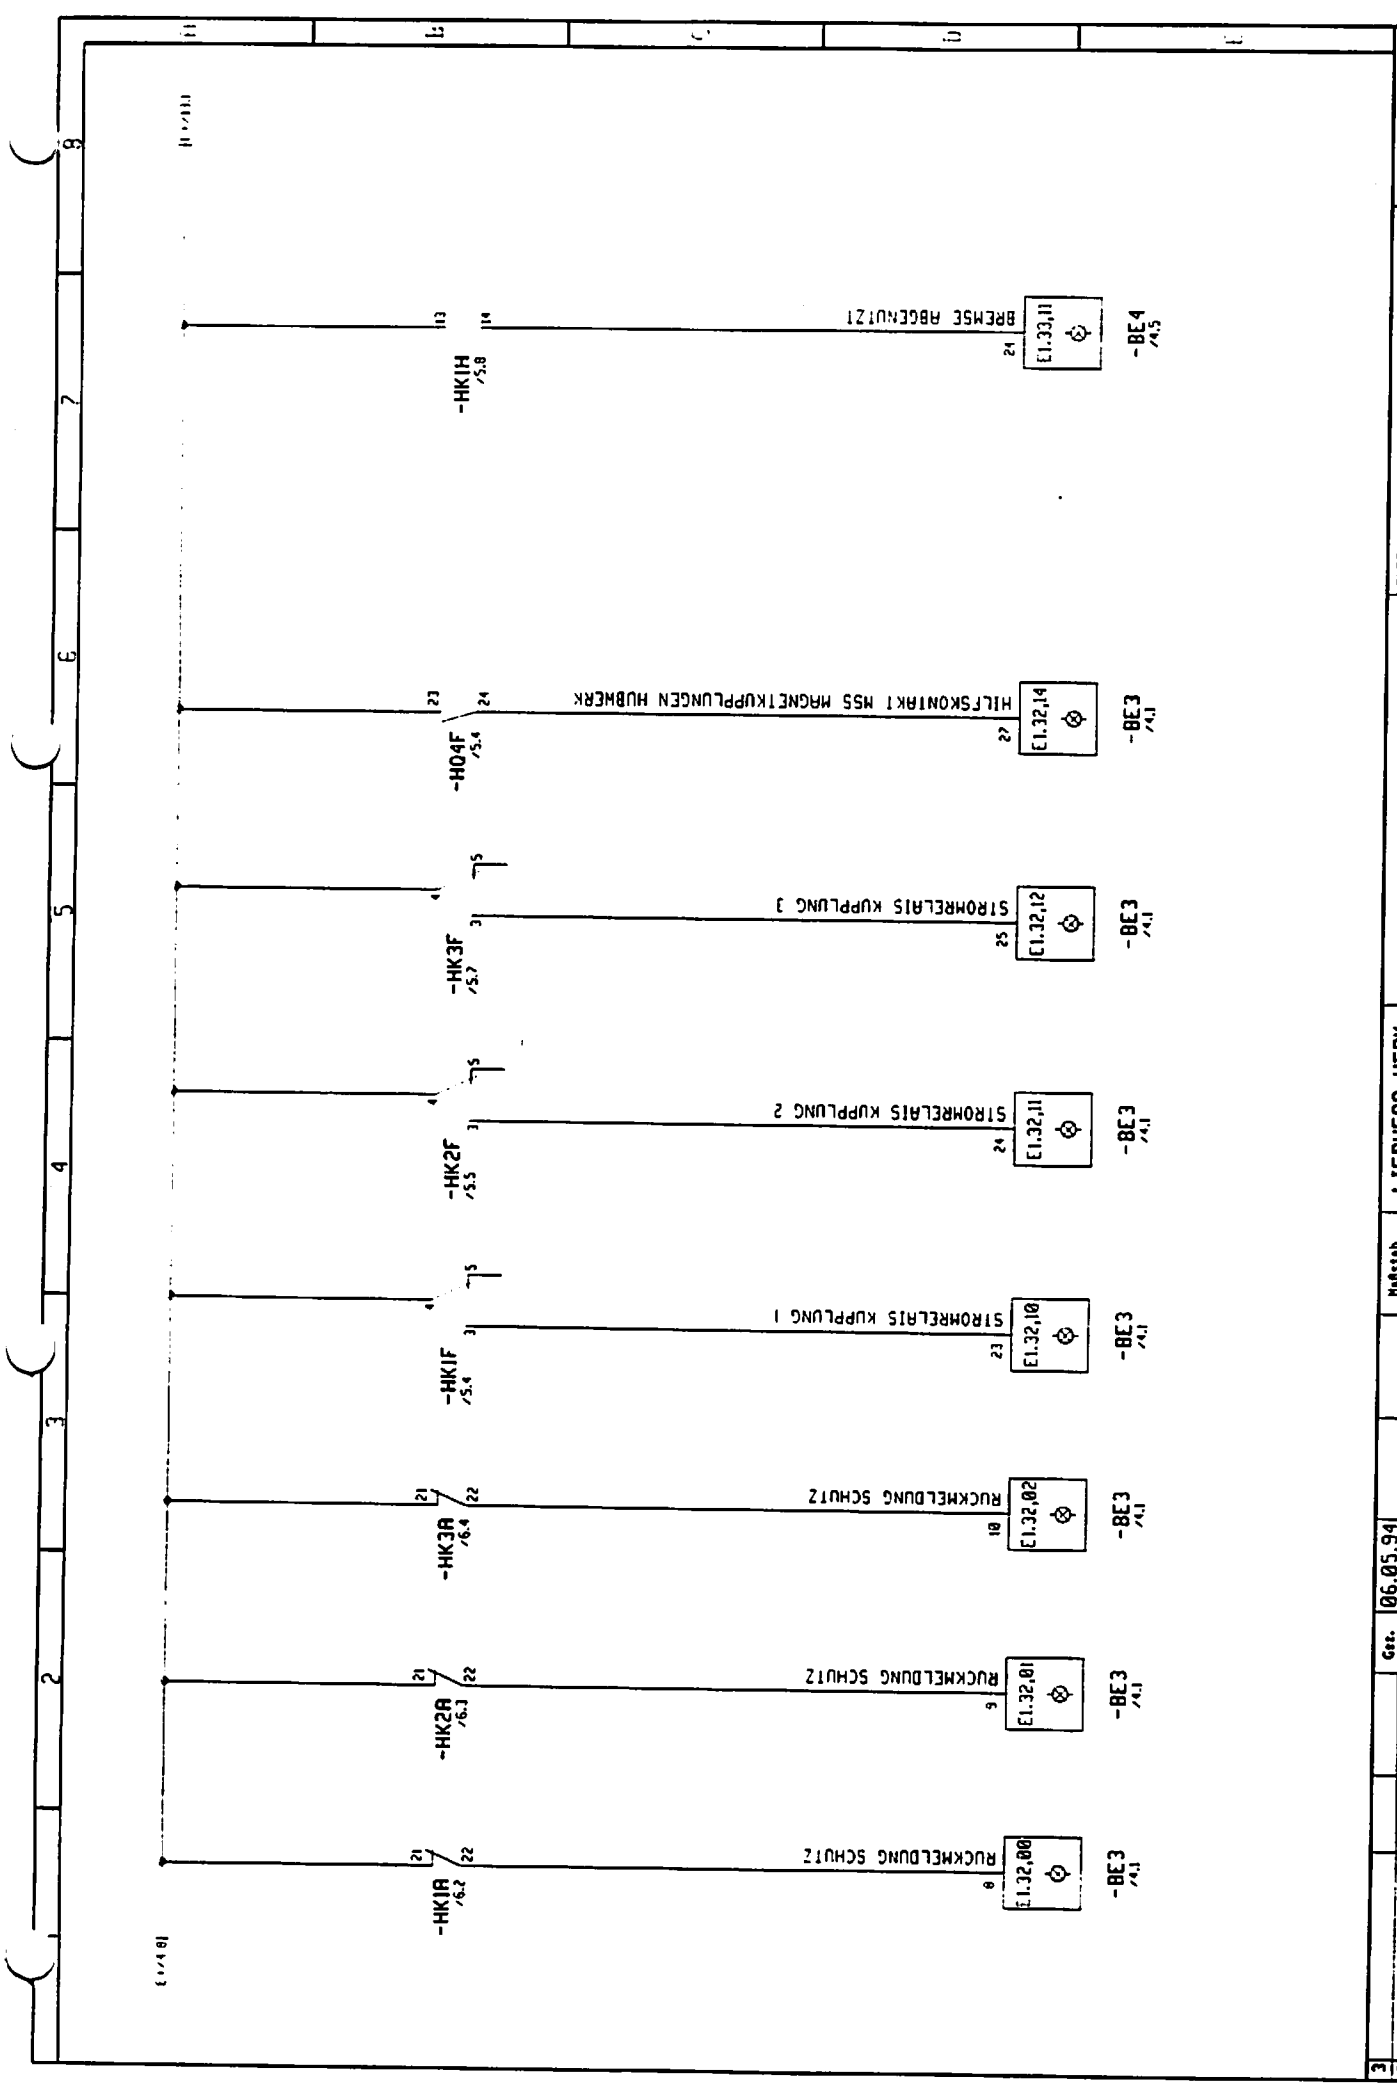 2
3
4
5
6
7
8
B
C
D
E
-HK1A
/6.2
21
22
RUCKMELDUNG SCHUTZ
8
E1.32,00
-BE3
/4.1
-HK2A
/6.3
21
22
RUCKMELDUNG SCHUTZ
9
E1.32,01
-BE3
/4.1
-HK3A
/6.4
21
22
RUCKMELDUNG SCHUTZ
10
E1.32,02
-BE3
/4.1
-HK1F
/5.4
4
3
5
STROMRELAIS KUPPLUNG 1
23
E1.32,10
-BE3
/4.1
-HK2F
/5.5
4
3
5
STROMRELAIS KUPPLUNG 2
24
E1.32,11
-BE3
/4.1
-HK3F
/5.7
4
3
5
STROMRELAIS KUPPLUNG 3
25
E1.32,12
-BE3
/4.1
-HQ4F
/5.4
23
24
HILFSKONTAKT MSS MAGNETKUPPLUNGEN HUBWERK
27
E1.32,14
-BE3
/4.1
-HK1H
/5.8
13
14
BREMSE ABGENUTZT
24
E1.33,11
-BE4
/4.5
3
Gez.
06.05.94
Maßstab